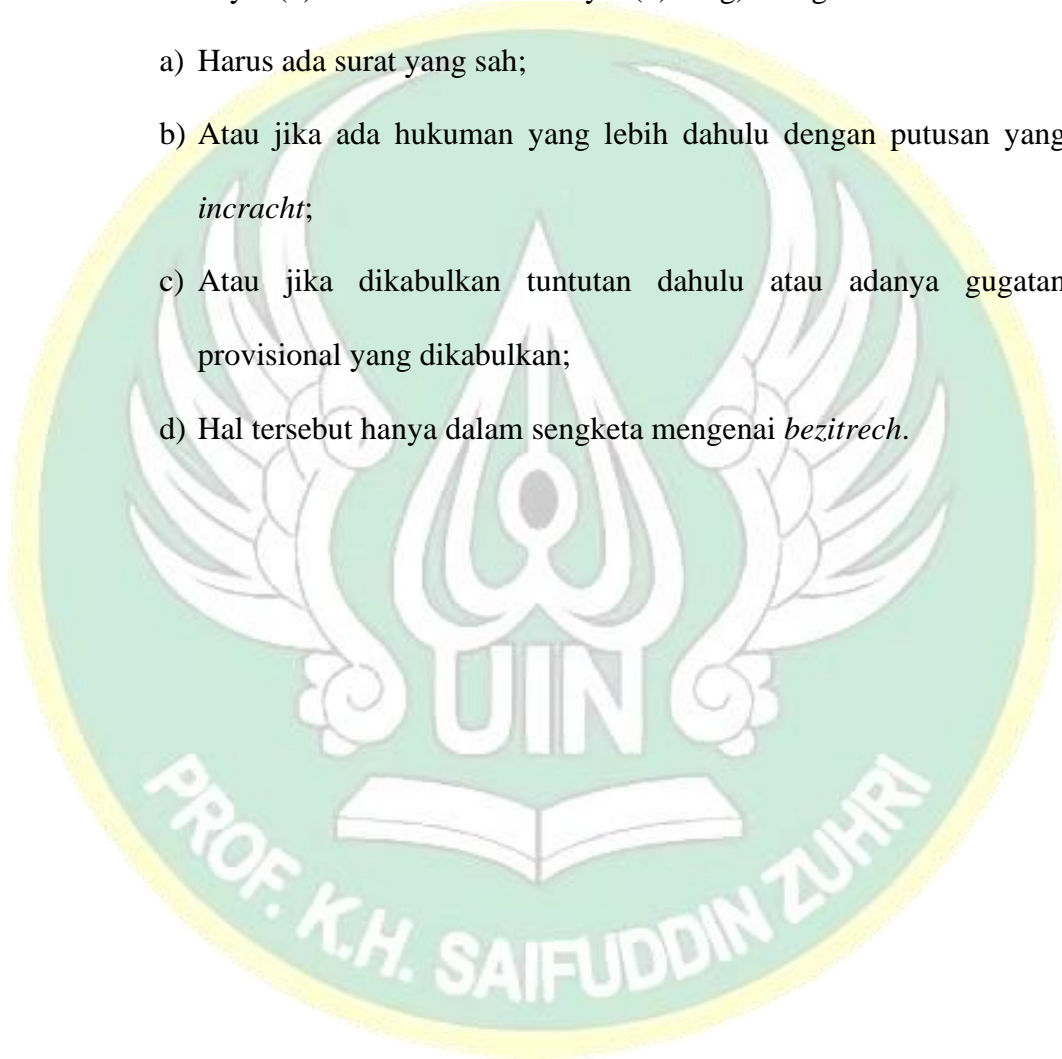 a) Harus ada surat yang sah;
b) Atau jika ada hukuman yang lebih dahulu dengan putusan yang
incracht;
c) Atau jika dikabulkan tuntutan dahulu atau adanya gugatan
provisional yang dikabulkan;
d) Hal tersebut hanya dalam sengketa mengenai bezitrech.
UIN
PROF. K.H. SAIFUDDIN ZUHRI